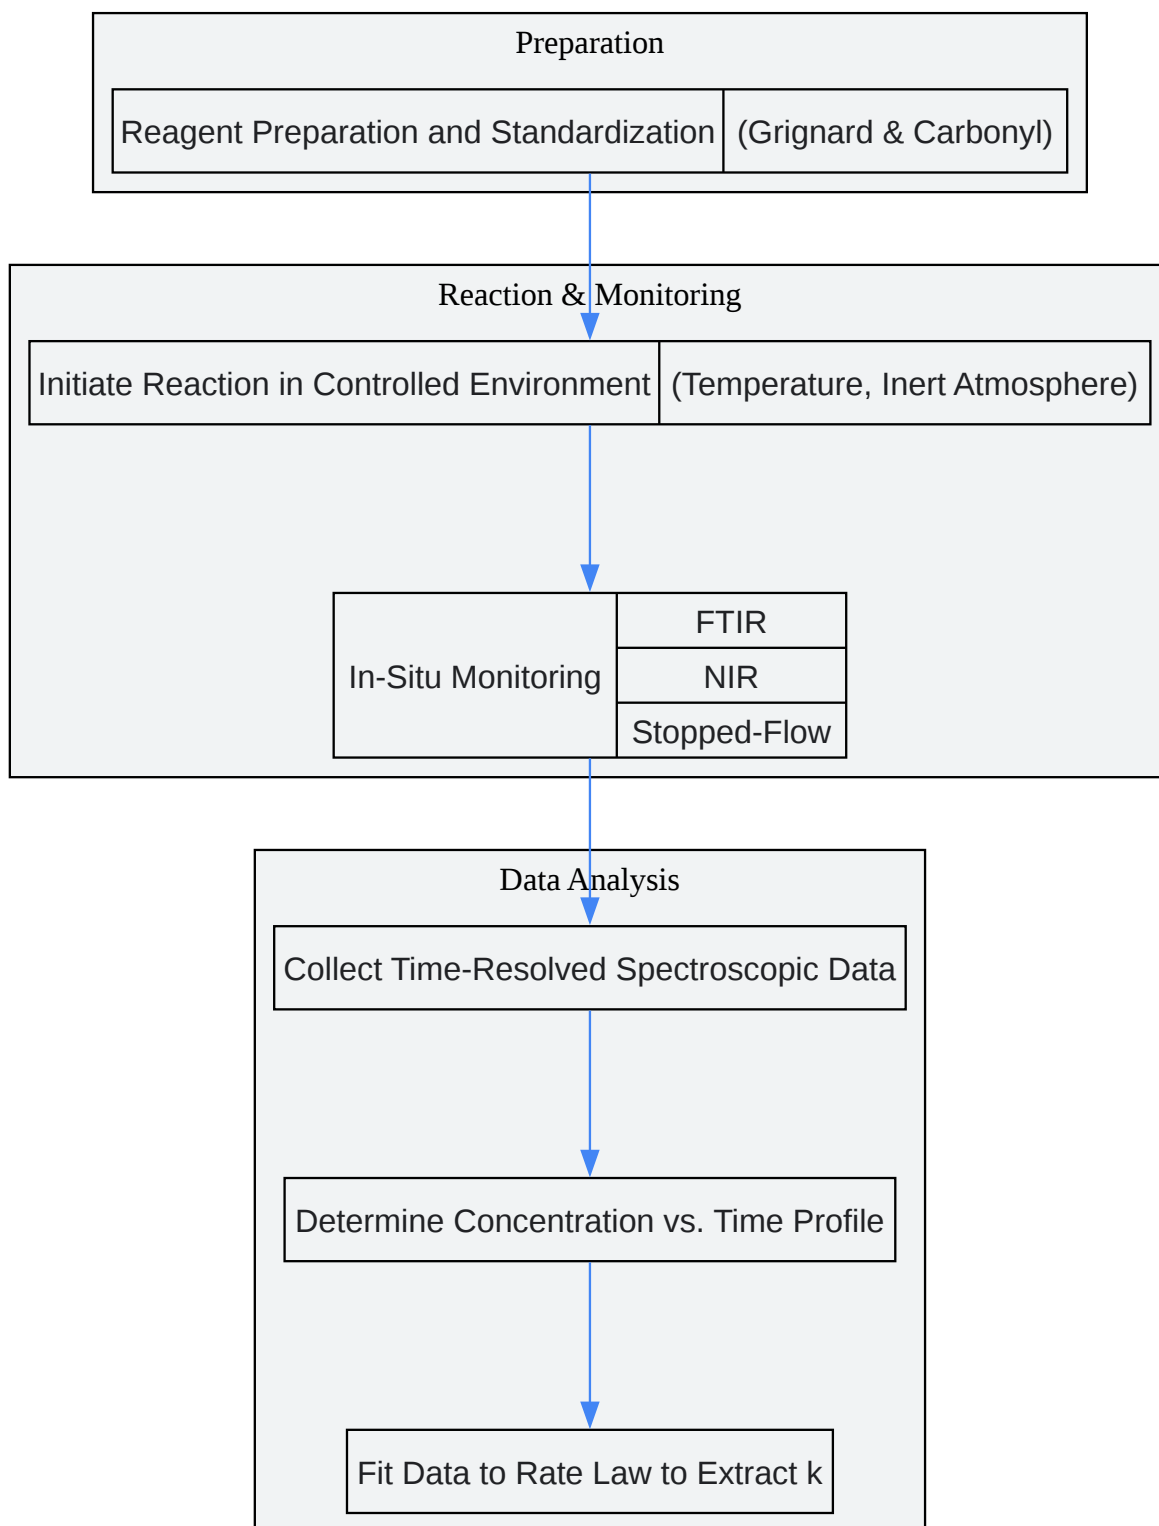 Preparation
Reagent Preparation and Standardization
(Grignard & Carbonyl)
Reaction & Monitoring
Initiate Reaction in Controlled Environment
(Temperature, Inert Atmosphere)
In-Situ Monitoring
FTIR
NIR
Stopped-Flow
Data Analysis
Collect Time-Resolved Spectroscopic Data
Determine Concentration vs. Time Profile
Fit Data to Rate Law to Extract k